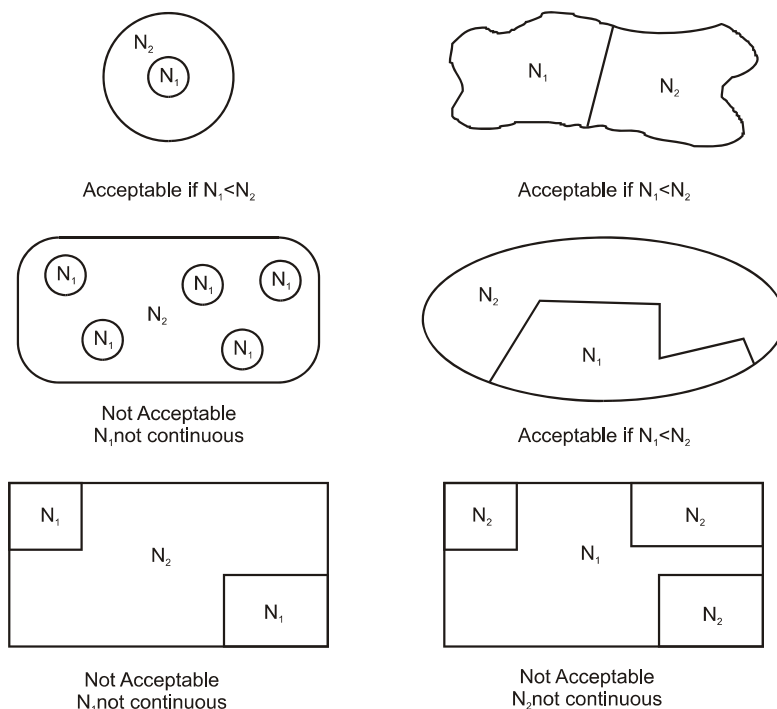 N₂
N₁
Acceptable if N₁<N₂
N₁
N₂
Acceptable if N₁<N₂
N₁
N₁
N₁
N₂
N₁
N₁
Not Acceptable
N₁not continuous
N₂
N₁
Acceptable if N₁<N₂
N₁
N₂
N₁
Not Acceptable
N₁not continuous
N₂
N₂
N₁
N₂
Not Acceptable
N₂not continuous